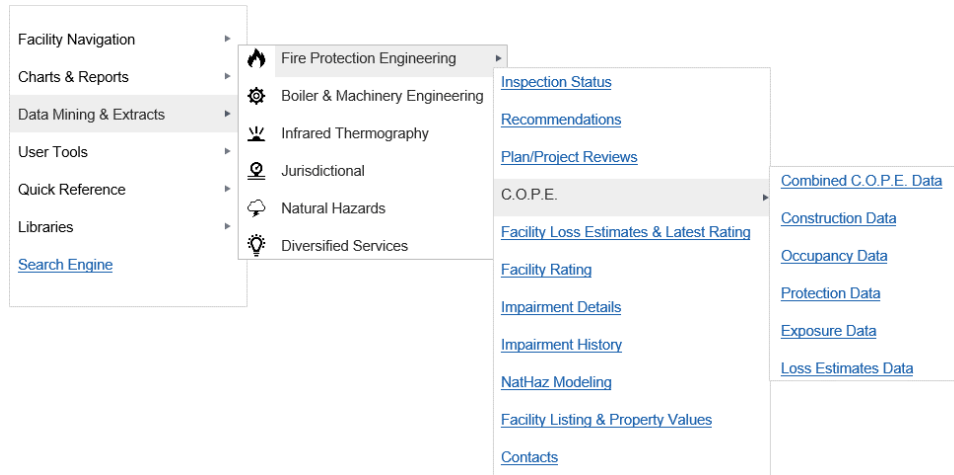 Facility Navigation
Charts & Reports
Data Mining & Extracts
User Tools
Quick Reference
Libraries
Search Engine
Fire Protection Engineering
Boiler & Machinery Engineering
Infrared Thermography
Jurisdictional
Natural Hazards
Diversified Services
Inspection Status
Recommendations
Plan/Project Reviews
C.O.P.E.
Facility Loss Estimates & Latest Rating
Facility Rating
Impairment Details
Impairment History
NatHaz Modeling
Facility Listing & Property Values
Contacts
Combined C.O.P.E. Data
Construction Data
Occupancy Data
Protection Data
Exposure Data
Loss Estimates Data